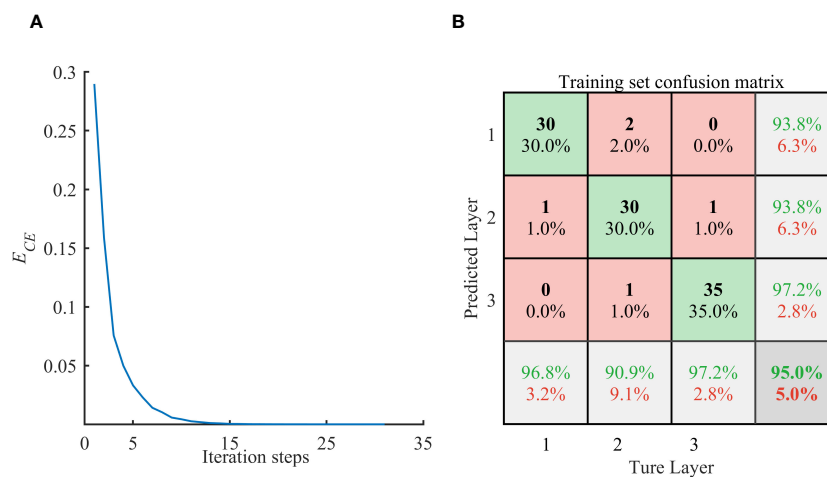 A
B
0.3
0.25
0.2
0.15
0.1
0.05
E_CE
0 5 15 25 35
Iteration steps
Training set confusion matrix
1 30 2 0 93.8%
30.0% 2.0% 0.0% 6.3%
2 1 30 1 93.8%
1.0% 30.0% 1.0% 6.3%
3 0 1 35 97.2%
0.0% 1.0% 35.0% 2.8%
96.8% 90.9% 97.2% 95.0%
3.2% 9.1% 2.8% 5.0%
Predicted Layer
1 2 3
Ture Layer